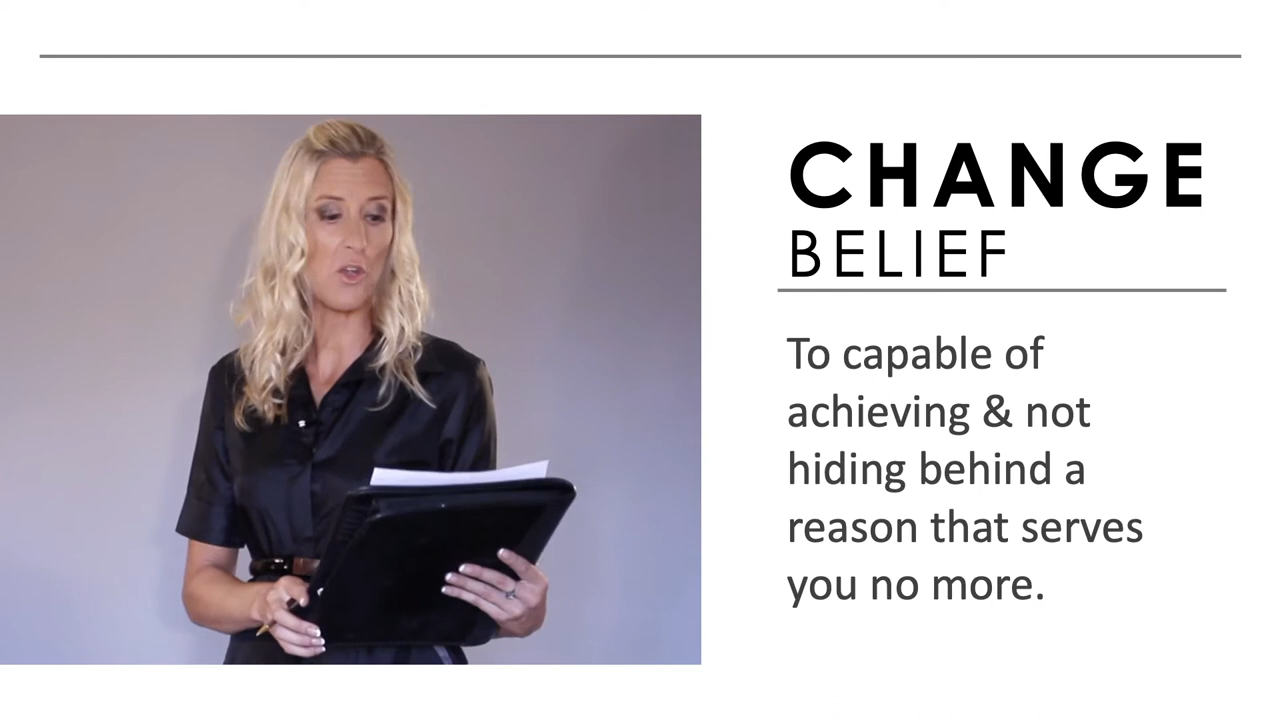 CHANGE
BELIEF
To capable of
achieving & not
hiding behind a
reason that serves
you no more.